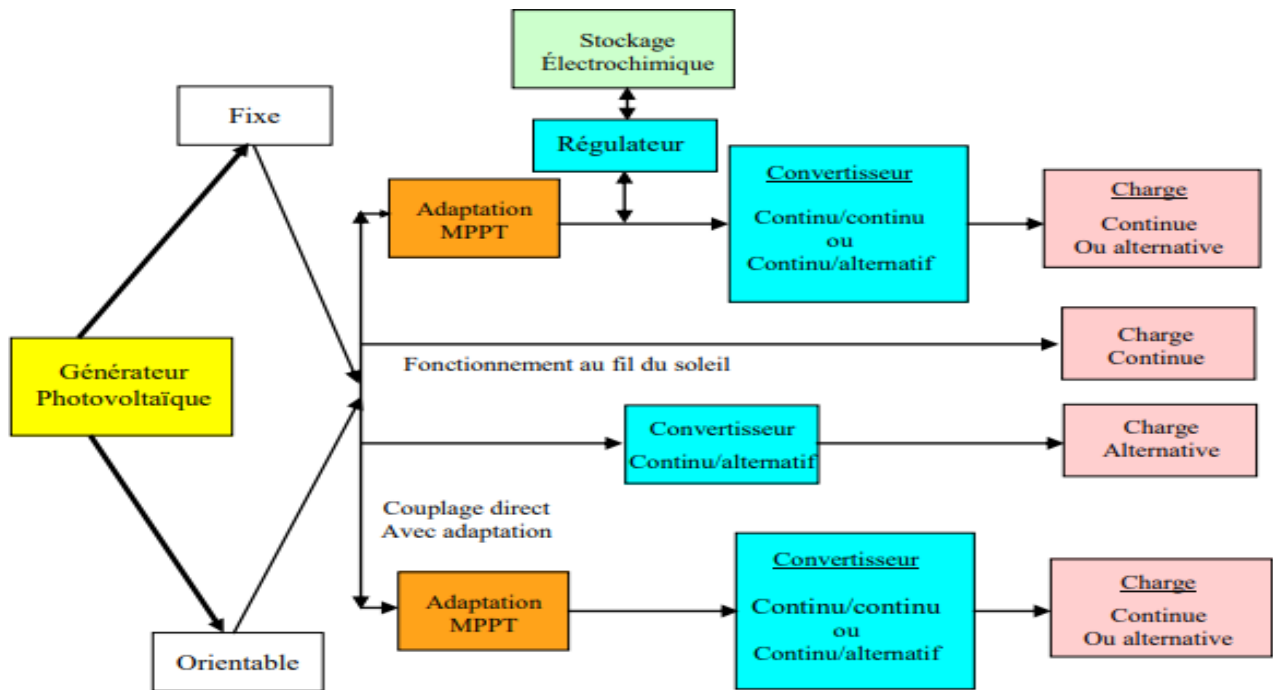 Stockage
Électrochimique
Fixe
Régulateur
Convertisseur
Continu/continu
ou
Continu/alternatif
Adaptation
MPPT
Charge
Continue
Ou alternative
Générateur
Photovoltaïque
Fonctionnement au fil du soleil
Charge
Continue
Convertisseur
Continu/alternatif
Charge
Alternative
Couplage direct
Avec adaptation
Adaptation
MPPT
Convertisseur
Continu/continu
ou
Continu/alternatif
Charge
Continue
Ou alternative
Orientable